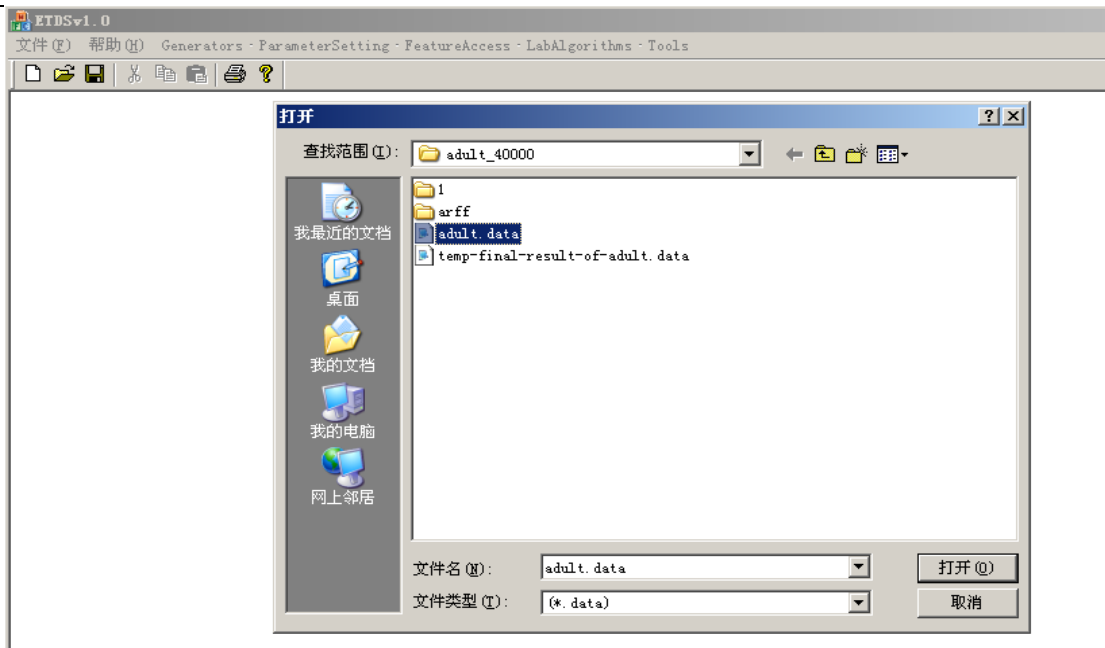 ETDSv1.0
文件(F) 帮助(H) Generators - ParameterSetting - FeatureAccess - LabAlgorithms - Tools
打开
查找范围(I): adult_40000
1
arff
adult.data
temp-final-result-of-adult.data
我最近的文档
桌面
我的文档
我的电脑
网上邻居
文件名(N): adult.data 打开(O)
文件类型(T): (*.data) 取消